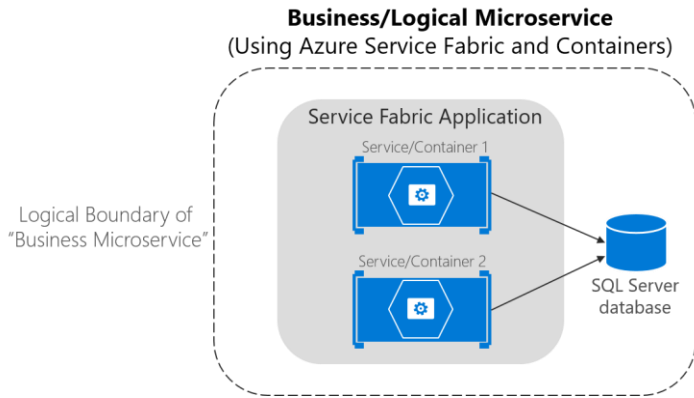 Business/Logical Microservice
(Using Azure Service Fabric and Containers)
Service Fabric Application
Service/Container 1
Logical Boundary of
“Business Microservice”
Service/Container 2
SQL Server
database